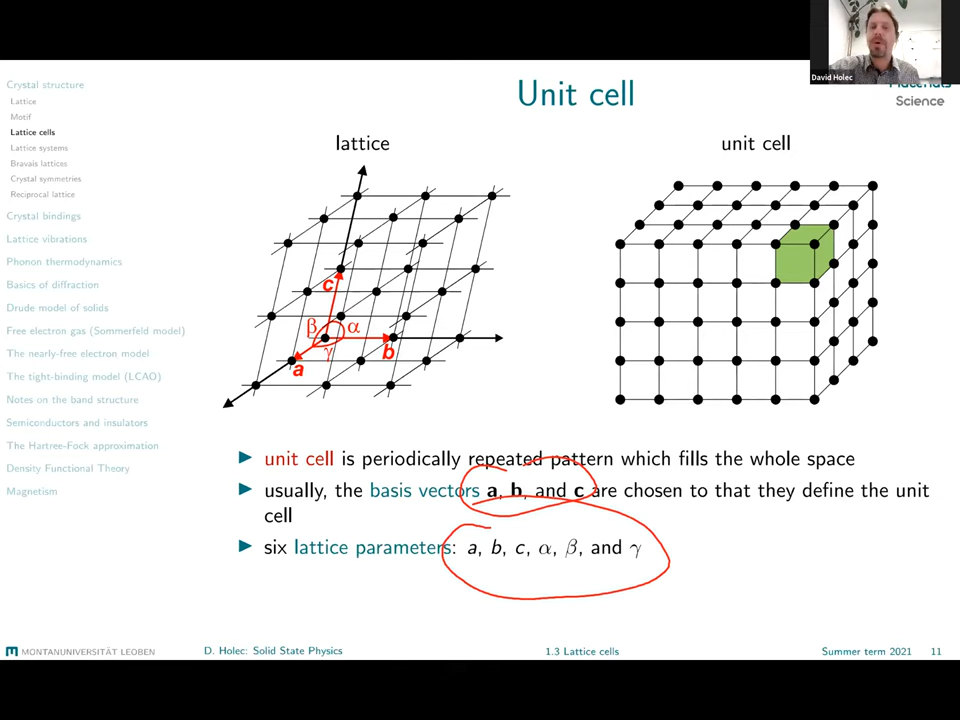 David Holec
Materials
Science
Crystal structure
Lattice
Motif
Lattice cells
Lattice systems
Bravais lattices
Crystal symmetries
Reciprocal lattice
Crystal bindings
Lattice vibrations
Phonon thermodynamics
Basics of diffraction
Drude model of solids
Free electron gas (Sommerfeld model)
The nearly-free electron model
The tight-binding model (LCAO)
Notes on the band structure
Semiconductors and insulators
The Hartree-Fock approximation
Density Functional Theory
Magnetism
Unit cell
lattice
unit cell
c
β
α
γ
b
a
unit cell is periodically repeated pattern which fills the whole space
usually, the basis vectors a, b, and c are chosen to that they define the unit
cell
six lattice parameters: a, b, c, α, β, and γ
MONTANUNIVERSITÄT LEOBEN
D. Holec: Solid State Physics
1.3 Lattice cells
Summer term 2021
11